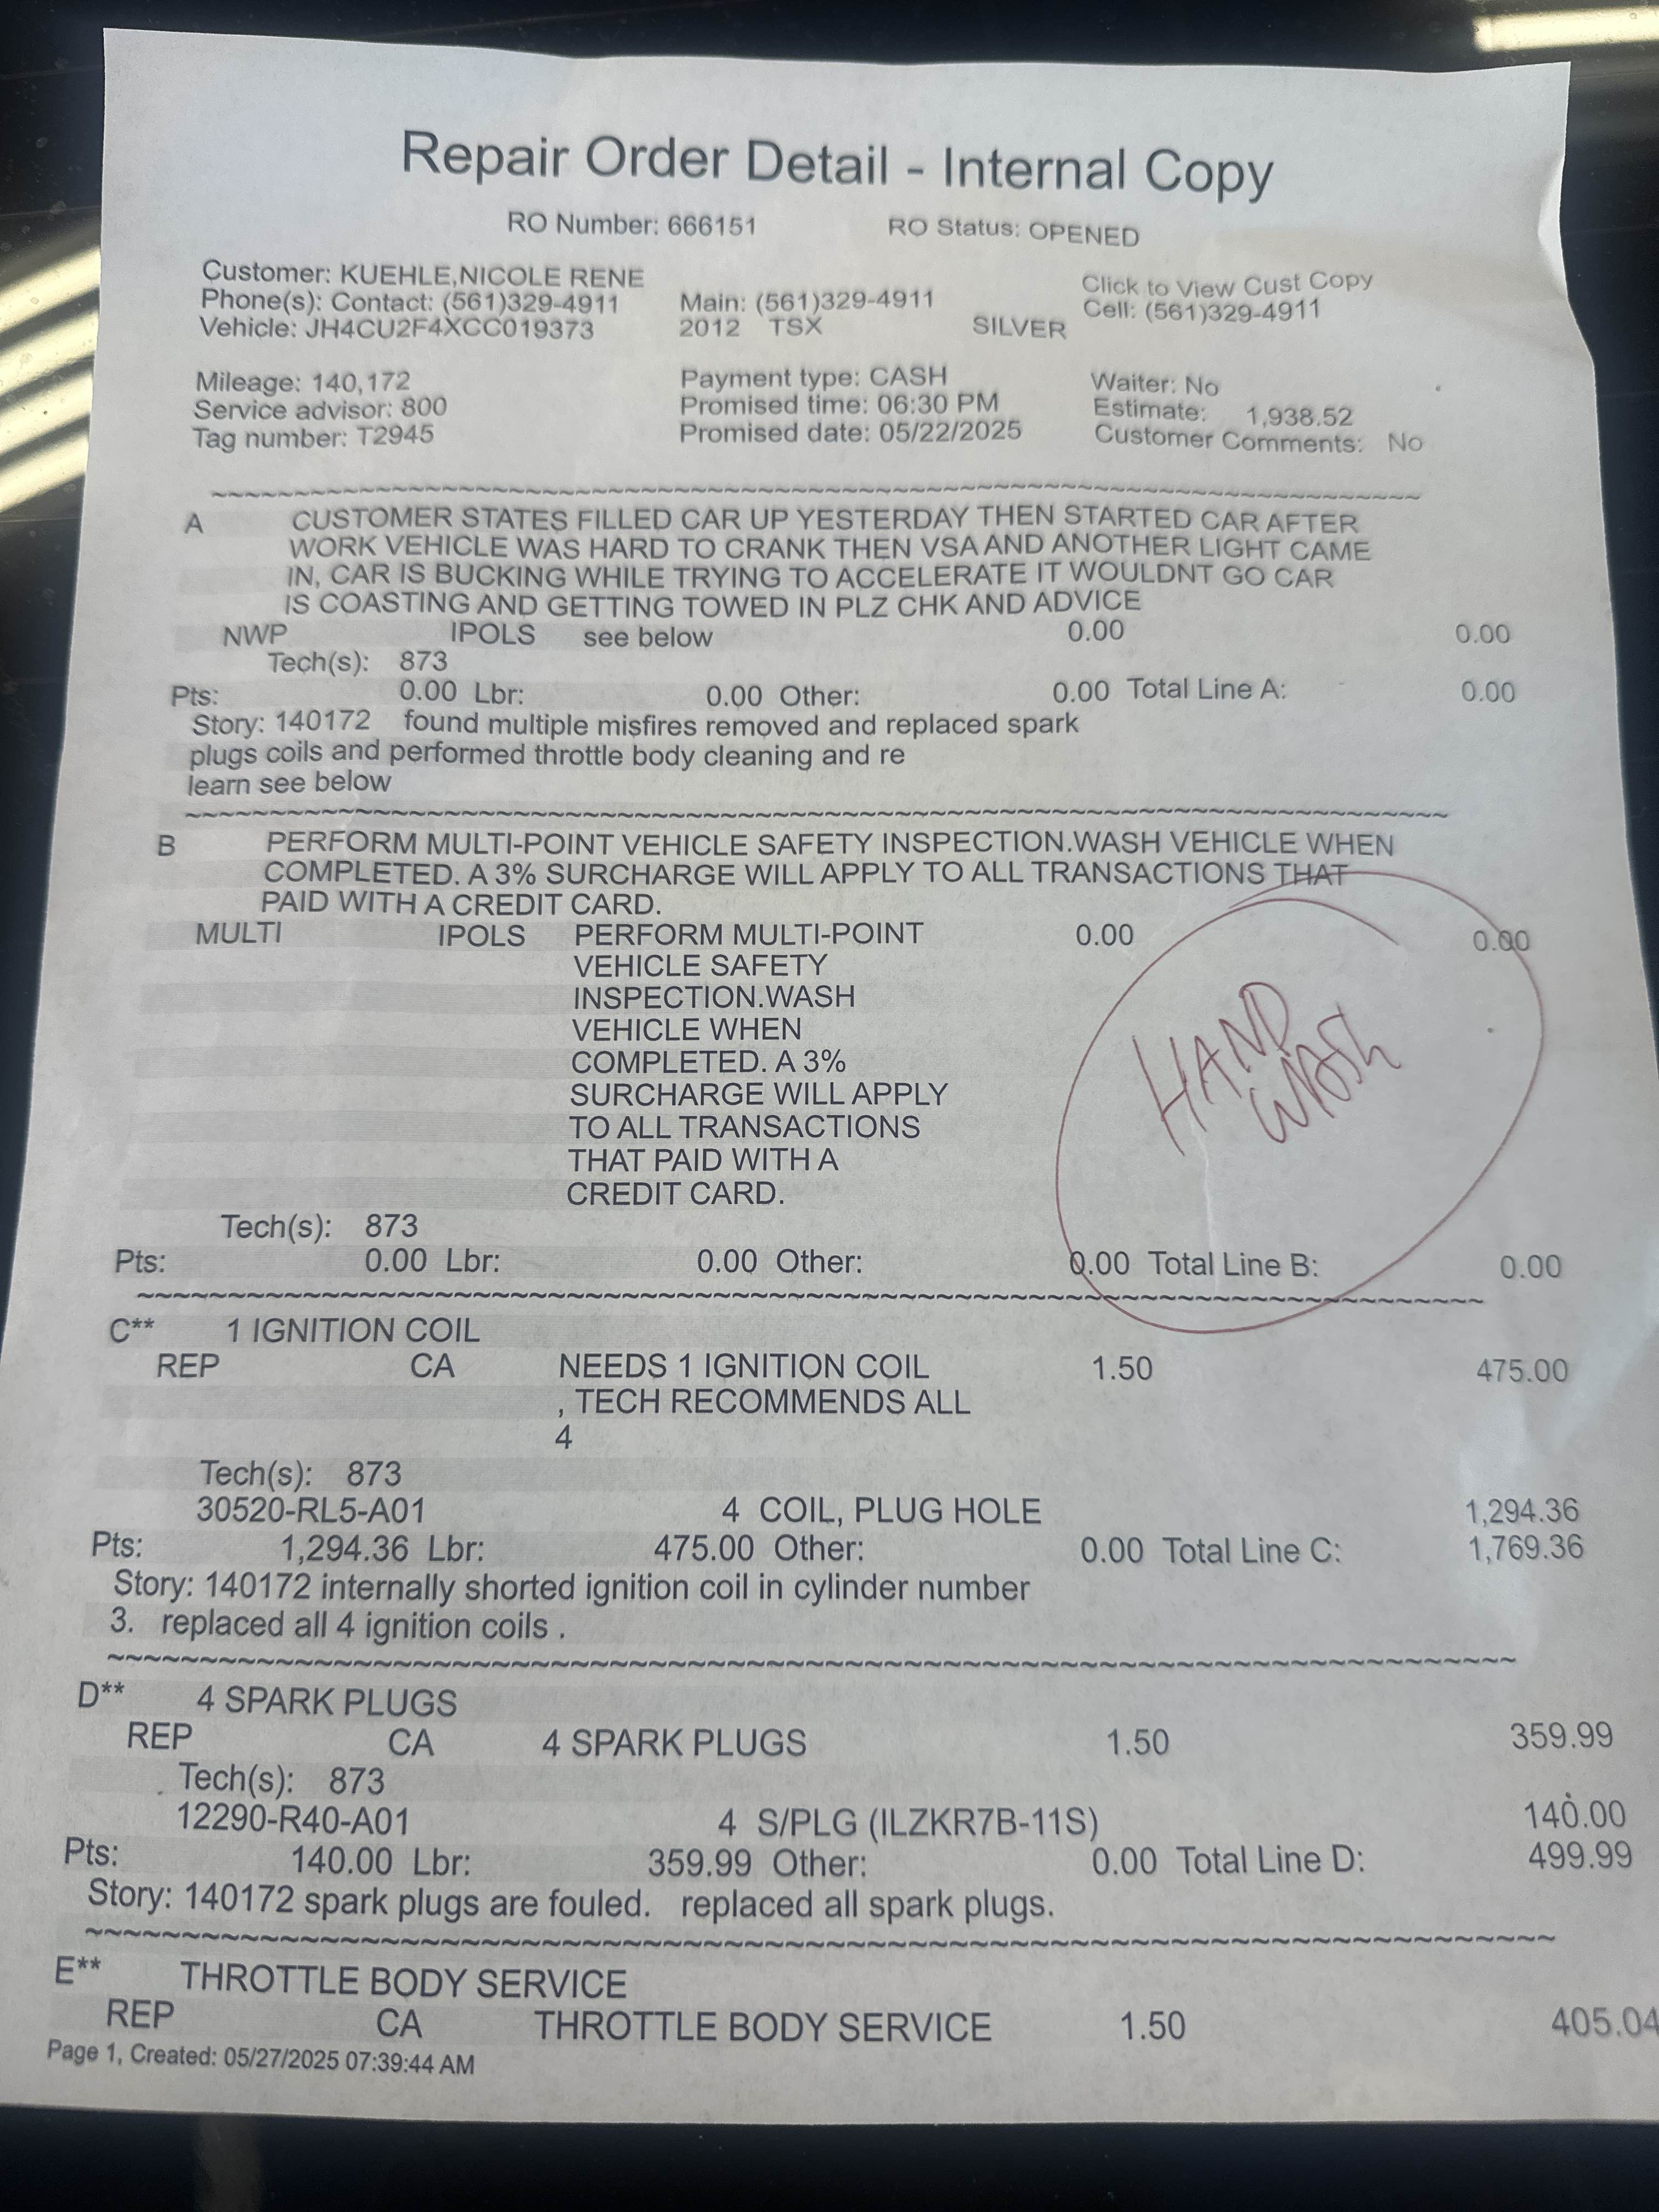 Repair Order Detail - Internal Copy
RO Number: 666151 RO Status: OPENED
Customer: KUEHLE,NICOLE RENE Click to View Cust Copy
Phone(s): Contact: (561)329-4911 Main: (561)329-4911 Cell: (561)329-4911
Vehicle: JH4CU2F4XCC019373 2012 TSX SILVER
Mileage: 140,172 Payment type: CASH Waiter: No
Service advisor: 800 Promised time: 06:30 PM Estimate: 1,938.52
Tag number: T2945 Promised date: 05/22/2025 Customer Comments: No
~~~~~~~~~~~~~~~~~~~~~~~~~~~~~~~~~~~~~~~~
A CUSTOMER STATES FILLED CAR UP YESTERDAY THEN STARTED CAR AFTER
WORK VEHICLE WAS HARD TO CRANK THEN VSA AND ANOTHER LIGHT CAME
IN, CAR IS BUCKING WHILE TRYING TO ACCELERATE IT WOULDNT GO CAR
IS COASTING AND GETTING TOWED IN PLZ CHK AND ADVICE
NWP IPOLS see below 0.00 0.00
Tech(s): 873
Pts: 0.00 Lbr: 0.00 Other: 0.00 Total Line A: 0.00
Story: 140172 found multiple misfires removed and replaced spark
plugs coils and performed throttle body cleaning and re
learn see below
~~~~~~~~~~~~~~~~~~~~~~~~~~~~~~~~~~~~~~~~
B PERFORM MULTI-POINT VEHICLE SAFETY INSPECTION.WASH VEHICLE WHEN
COMPLETED. A 3% SURCHARGE WILL APPLY TO ALL TRANSACTIONS THAT
PAID WITH A CREDIT CARD.
MULTI IPOLS PERFORM MULTI-POINT 0.00 0.00
VEHICLE SAFETY
INSPECTION.WASH
VEHICLE WHEN
COMPLETED. A 3%
SURCHARGE WILL APPLY
TO ALL TRANSACTIONS
THAT PAID WITH A
CREDIT CARD.
HAND
WASH
Tech(s): 873
Pts: 0.00 Lbr: 0.00 Other: 0.00 Total Line B: 0.00
~~~~~~~~~~~~~~~~~~~~~~~~~~~~~~~~~~~~~~~~
C** 1 IGNITION COIL
REP CA NEEDS 1 IGNITION COIL 1.50 475.00
, TECH RECOMMENDS ALL
4
Tech(s): 873
30520-RL5-A01 4 COIL, PLUG HOLE 1,294.36
Pts: 1,294.36 Lbr: 475.00 Other: 0.00 Total Line C: 1,769.36
Story: 140172 internally shorted ignition coil in cylinder number
3. replaced all 4 ignition coils .
~~~~~~~~~~~~~~~~~~~~~~~~~~~~~~~~~~~~~~~~
D** 4 SPARK PLUGS
REP CA 4 SPARK PLUGS 1.50 359.99
Tech(s): 873
12290-R40-A01 4 S/PLG (ILZKR7B-11S) 140.00
Pts: 140.00 Lbr: 359.99 Other: 0.00 Total Line D: 499.99
Story: 140172 spark plugs are fouled. replaced all spark plugs.
~~~~~~~~~~~~~~~~~~~~~~~~~~~~~~~~~~~~~~~~
E** THROTTLE BODY SERVICE
REP CA THROTTLE BODY SERVICE 1.50 405.04
Page 1, Created: 05/27/2025 07:39:44 AM